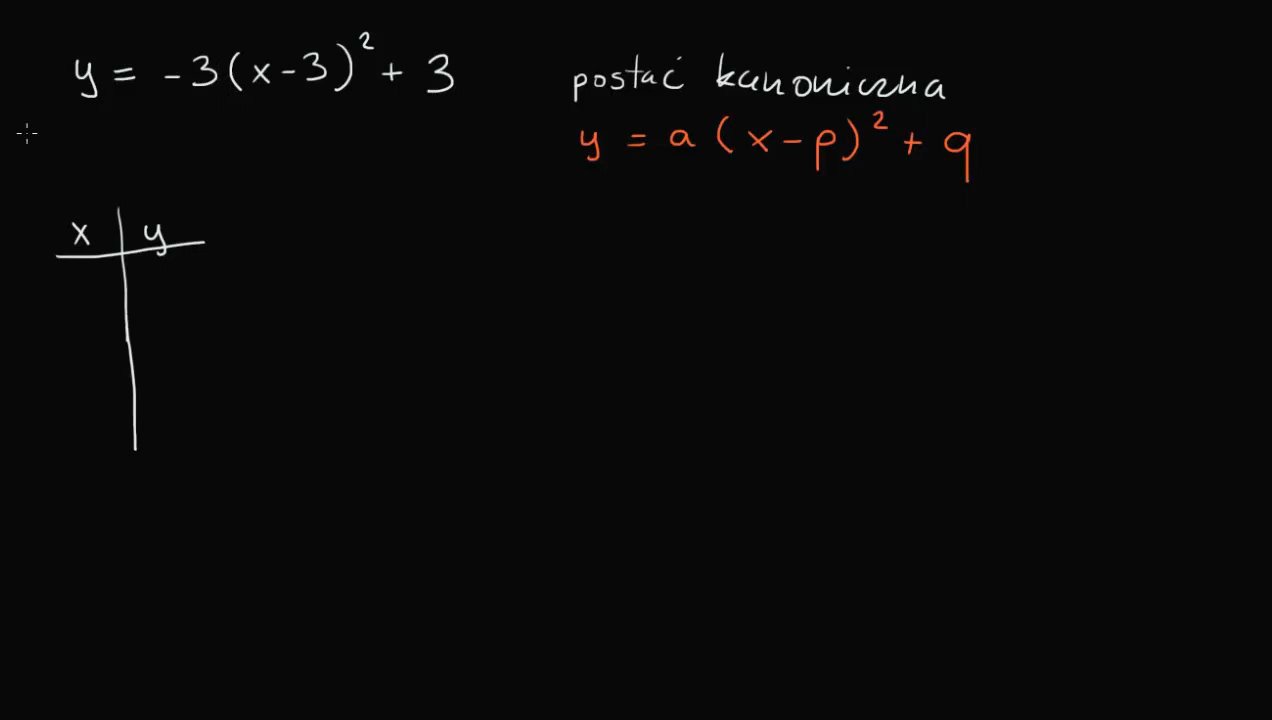 y = -3(x-3)² + 3
postać kanoniczna
y = a(x-p)² + q
x y